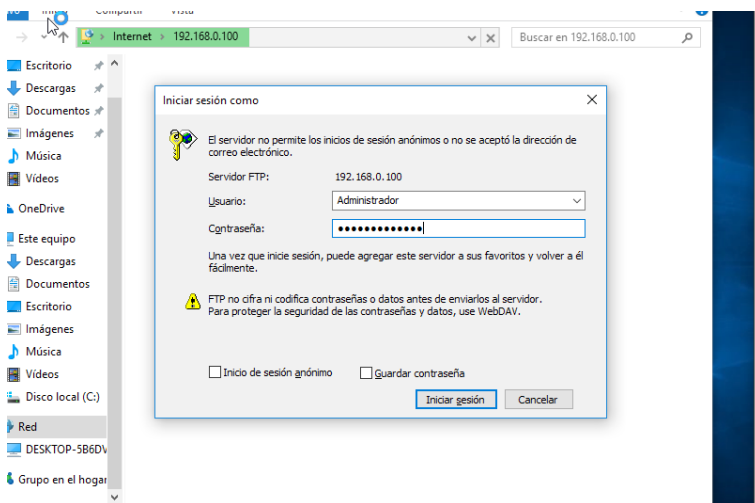 Compartir Vista
Internet > 192.168.0.100
Buscar en 192.168.0.100
Escritorio
Descargas
Documentos
Imágenes
Música
Vídeos
OneDrive
Este equipo
Descargas
Documentos
Escritorio
Imágenes
Música
Vídeos
Disco local (C:)
Red
DESKTOP-5B6DV
Grupo en el hogar
Iniciar sesión como
El servidor no permite los inicios de sesión anónimos o no se aceptó la dirección de
correo electrónico.
Servidor FTP: 192.168.0.100
Usuario: Administrador
Contraseña: •••••••••••••
Una vez que inicie sesión, puede agregar este servidor a sus favoritos y volver a él
fácilmente.
FTP no cifra ni codifica contraseñas o datos antes de enviarlos al servidor.
Para proteger la seguridad de las contraseñas y datos, use WebDAV.
Inicio de sesión anónimo Guardar contraseña
Iniciar sesión Cancelar